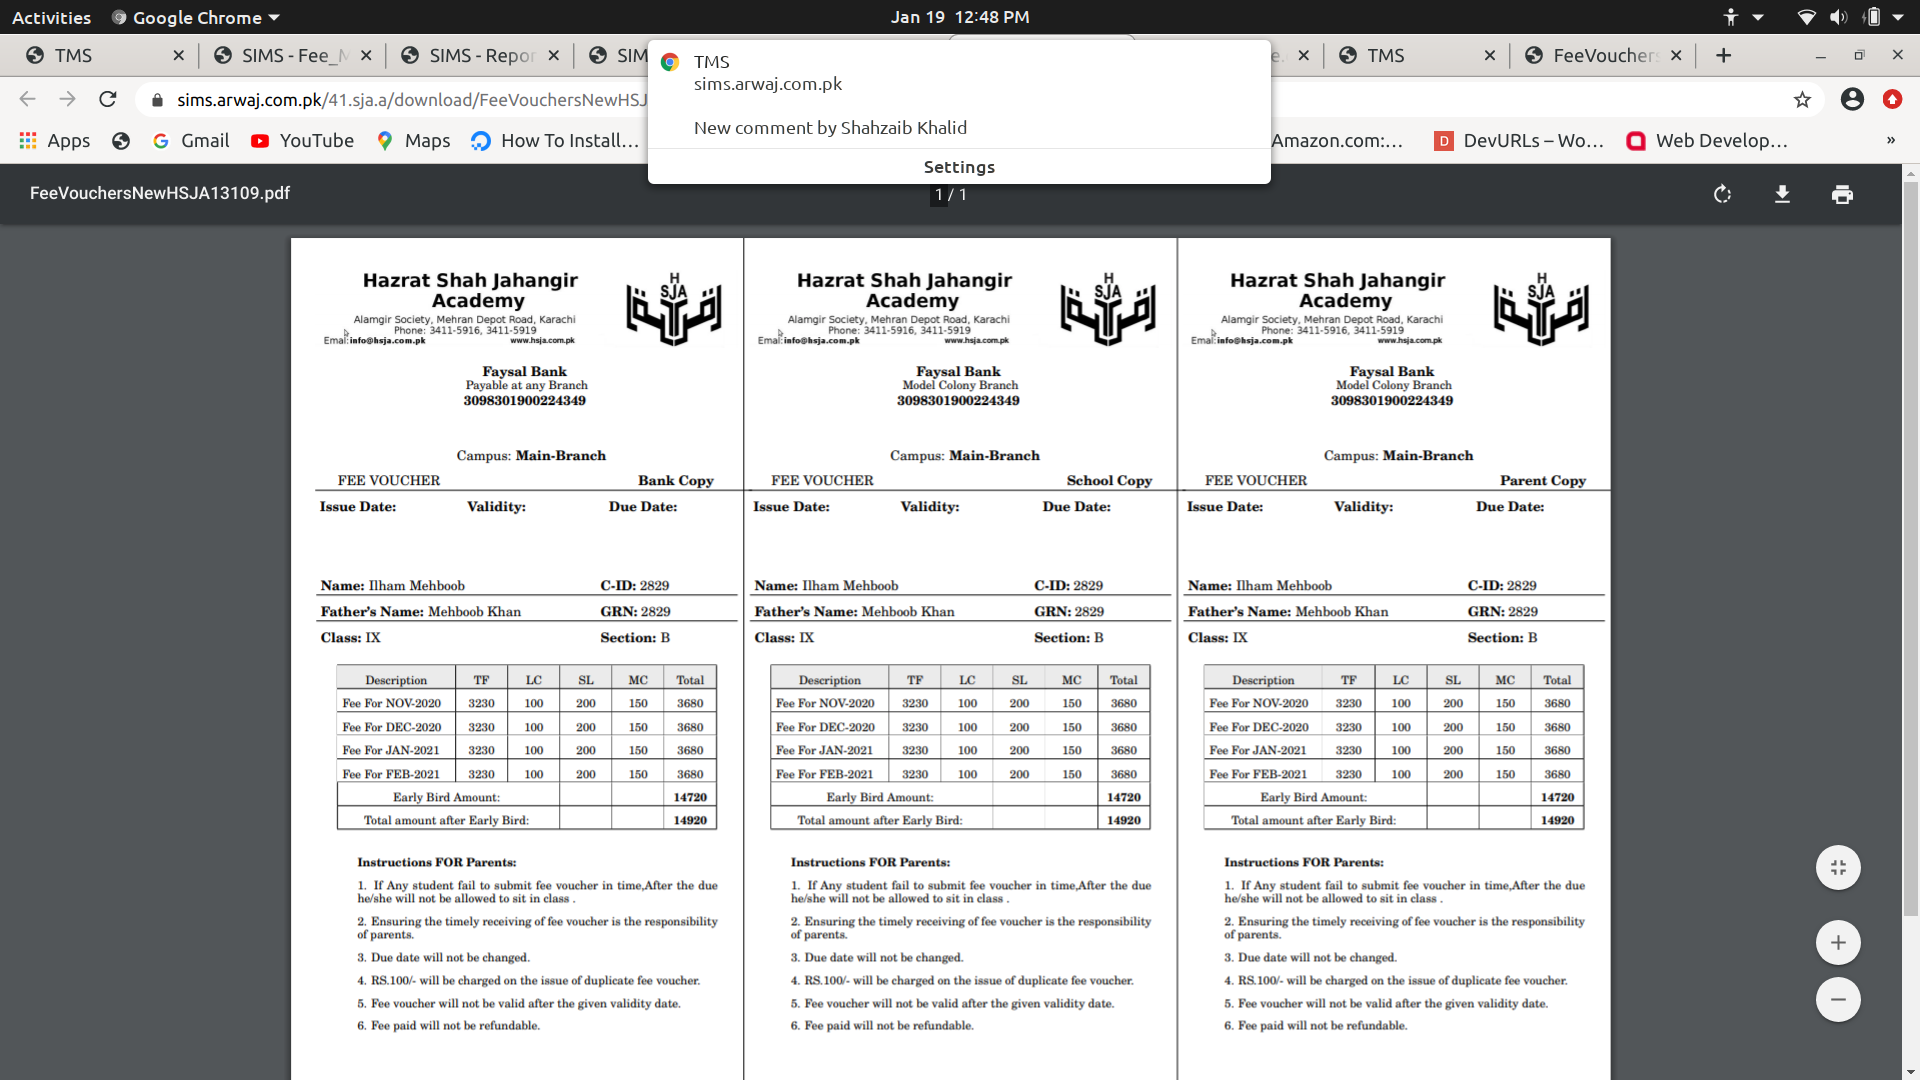 Activities
Google Chrome
Jan 19 12:48 PM
TMS
SIMS - Fee_M
SIMS - Repor
SIM
TMS
FeeVouchers
sims.arwaj.com.pk/41.sja.a/download/FeeVouchersNewHSJ
Apps
Gmail
YouTube
Maps
How To Install...
Amazon.com:...
DevURLs – Wo...
Web Develop...
»
TMS
sims.arwaj.com.pk
New comment by Shahzaib Khalid
Settings
FeeVouchersNewHSJA13109.pdf
1 / 1
Hazrat Shah Jahangir
Academy
H
SJA
Alamgir Society, Mehran Depot Road, Karachi
Phone: 3411-5916, 3411-5919
Emal:info@hsja.com.pk www.hsja.com.pk
Faysal Bank
Payable at any Branch
3098301900224349
Campus: Main-Branch
FEE VOUCHER Bank Copy
Issue Date: Validity: Due Date:
Name: Ilham Mehboob C-ID: 2829
Father's Name: Mehboob Khan GRN: 2829
Class: IX Section: B
Description TF LC SL MC Total
Fee For NOV-2020 3230 100 200 150 3680
Fee For DEC-2020 3230 100 200 150 3680
Fee For JAN-2021 3230 100 200 150 3680
Fee For FEB-2021 3230 100 200 150 3680
Early Bird Amount: 14720
Total amount after Early Bird: 14920
Instructions FOR Parents:
1. If Any student fail to submit fee voucher in time,After the due
he/she will not be allowed to sit in class .
2. Ensuring the timely receiving of fee voucher is the responsibility
of parents.
3. Due date will not be changed.
4. RS.100/- will be charged on the issue of duplicate fee voucher.
5. Fee voucher will not be valid after the given validity date.
6. Fee paid will not be refundable.
Hazrat Shah Jahangir
Academy
H
SJA
Alamgir Society, Mehran Depot Road, Karachi
Phone: 3411-5916, 3411-5919
Emal:info@hsja.com.pk www.hsja.com.pk
Faysal Bank
Model Colony Branch
3098301900224349
Campus: Main-Branch
FEE VOUCHER School Copy
Issue Date: Validity: Due Date:
Name: Ilham Mehboob C-ID: 2829
Father's Name: Mehboob Khan GRN: 2829
Class: IX Section: B
Description TF LC SL MC Total
Fee For NOV-2020 3230 100 200 150 3680
Fee For DEC-2020 3230 100 200 150 3680
Fee For JAN-2021 3230 100 200 150 3680
Fee For FEB-2021 3230 100 200 150 3680
Early Bird Amount: 14720
Total amount after Early Bird: 14920
Instructions FOR Parents:
1. If Any student fail to submit fee voucher in time,After the due
he/she will not be allowed to sit in class .
2. Ensuring the timely receiving of fee voucher is the responsibility
of parents.
3. Due date will not be changed.
4. RS.100/- will be charged on the issue of duplicate fee voucher.
5. Fee voucher will not be valid after the given validity date.
6. Fee paid will not be refundable.
Hazrat Shah Jahangir
Academy
H
SJA
Alamgir Society, Mehran Depot Road, Karachi
Phone: 3411-5916, 3411-5919
Emal:info@hsja.com.pk www.hsja.com.pk
Faysal Bank
Model Colony Branch
3098301900224349
Campus: Main-Branch
FEE VOUCHER Parent Copy
Issue Date: Validity: Due Date:
Name: Ilham Mehboob C-ID: 2829
Father's Name: Mehboob Khan GRN: 2829
Class: IX Section: B
Description TF LC SL MC Total
Fee For NOV-2020 3230 100 200 150 3680
Fee For DEC-2020 3230 100 200 150 3680
Fee For JAN-2021 3230 100 200 150 3680
Fee For FEB-2021 3230 100 200 150 3680
Early Bird Amount: 14720
Total amount after Early Bird: 14920
Instructions FOR Parents:
1. If Any student fail to submit fee voucher in time,After the due
he/she will not be allowed to sit in class .
2. Ensuring the timely receiving of fee voucher is the responsibility
of parents.
3. Due date will not be changed.
4. RS.100/- will be charged on the issue of duplicate fee voucher.
5. Fee voucher will not be valid after the given validity date.
6. Fee paid will not be refundable.